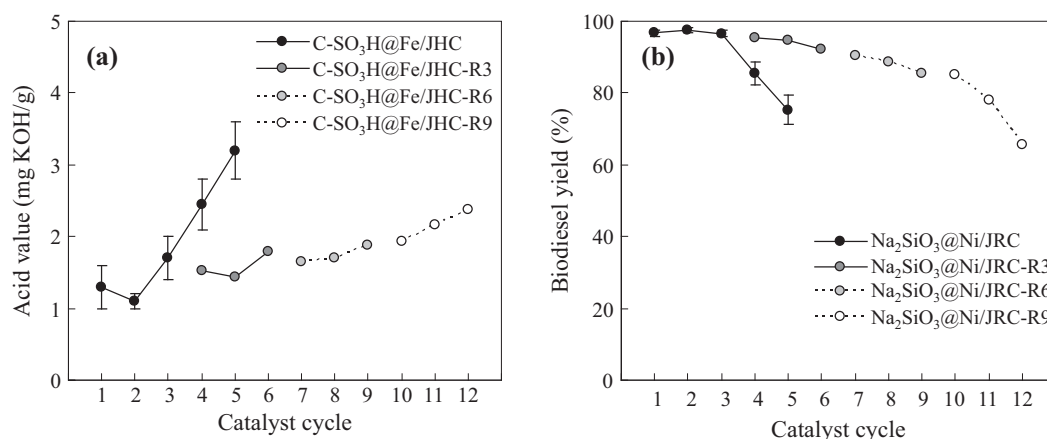 (a)
C-SO₃H@Fe/JHC
C-SO₃H@Fe/JHC-R3
C-SO₃H@Fe/JHC-R6
C-SO₃H@Fe/JHC-R9
Acid value (mg KOH/g)
5
4
3
2
1
0
1 2 3 4 5 6 7 8 9 10 11 12
Catalyst cycle
(b)
Na₂SiO₃@Ni/JRC
Na₂SiO₃@Ni/JRC-R3
Na₂SiO₃@Ni/JRC-R6
Na₂SiO₃@Ni/JRC-R9
Biodiesel yield (%)
100
80
60
40
20
0
1 2 3 4 5 6 7 8 9 10 11 12
Catalyst cycle